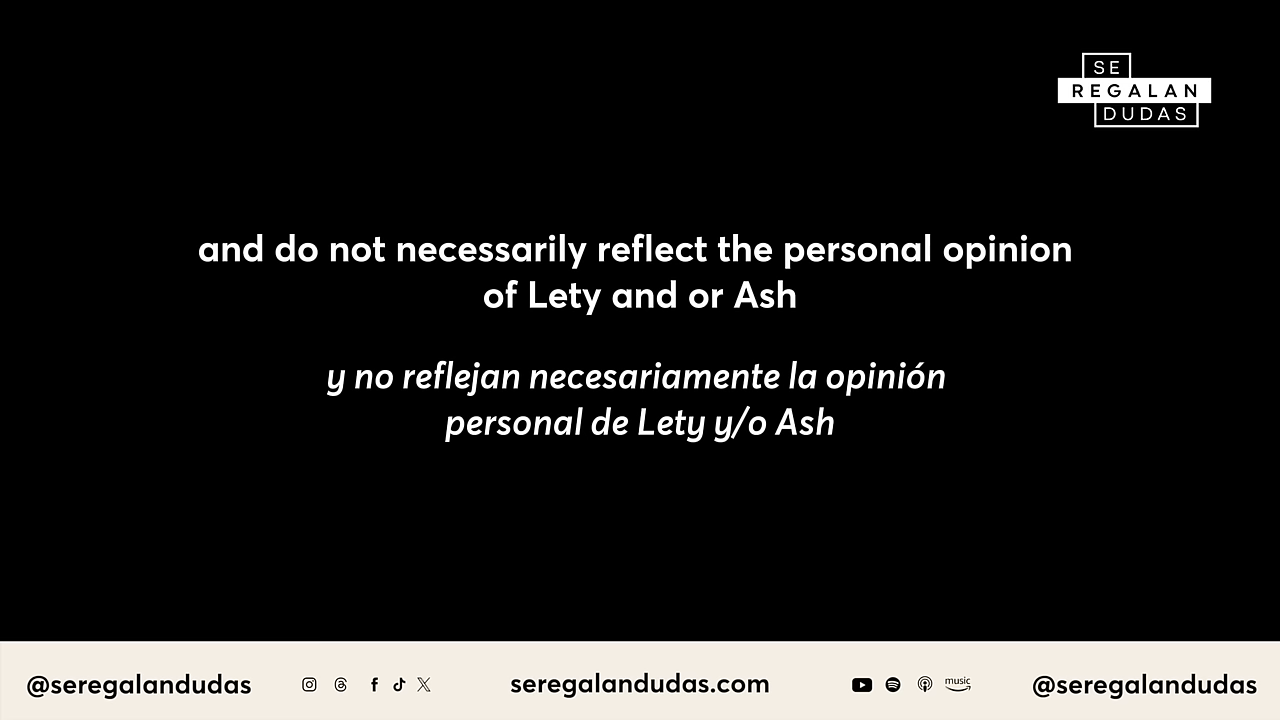 SE
REGALAN
DUDAS
and do not necessarily reflect the personal opinion
of Lety and or Ash
y no reflejan necesariamente la opinión
personal de Lety y/o Ash
@seregalandudas
seregalandudas.com
music
@seregalandudas